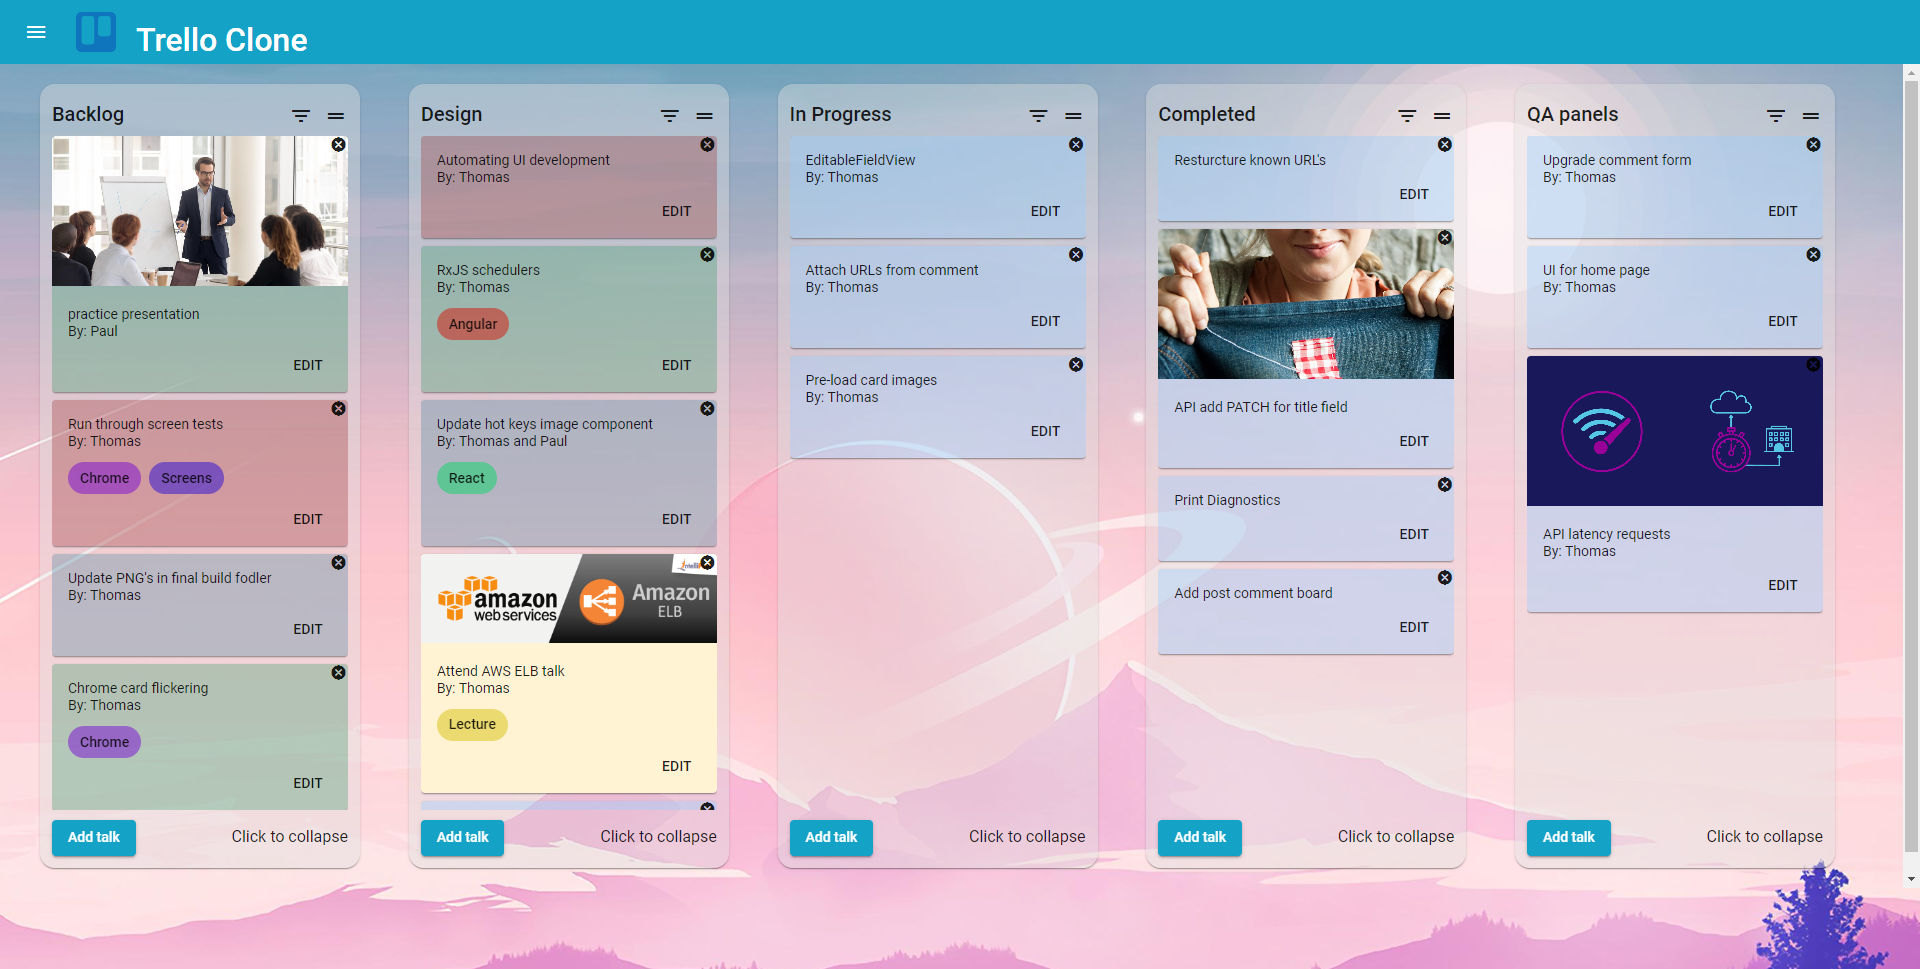 Trello Clone
Backlog
practice presentation
By: Paul
EDIT
Run through screen tests
By: Thomas
Chrome
Screens
EDIT
Update PNG's in final build fodler
By: Thomas
EDIT
Chrome card flickering
By: Thomas
Chrome
EDIT
Add talk
Click to collapse
Design
Automating UI development
By: Thomas
EDIT
RxJS schedulers
By: Thomas
Angular
EDIT
Update hot keys image component
By: Thomas and Paul
React
EDIT
amazon
web services
Amazon
ELB
Attend AWS ELB talk
By: Thomas
Lecture
EDIT
Add talk
Click to collapse
In Progress
EditableFieldView
By: Thomas
EDIT
Attach URLs from comment
By: Thomas
EDIT
Pre-load card images
By: Thomas
EDIT
Add talk
Click to collapse
Completed
Resturcture known URL's
EDIT
API add PATCH for title field
EDIT
Print Diagnostics
EDIT
Add post comment board
EDIT
Add talk
Click to collapse
QA panels
Upgrade comment form
By: Thomas
EDIT
UI for home page
By: Thomas
EDIT
API latency requests
By: Thomas
EDIT
Add talk
Click to collapse